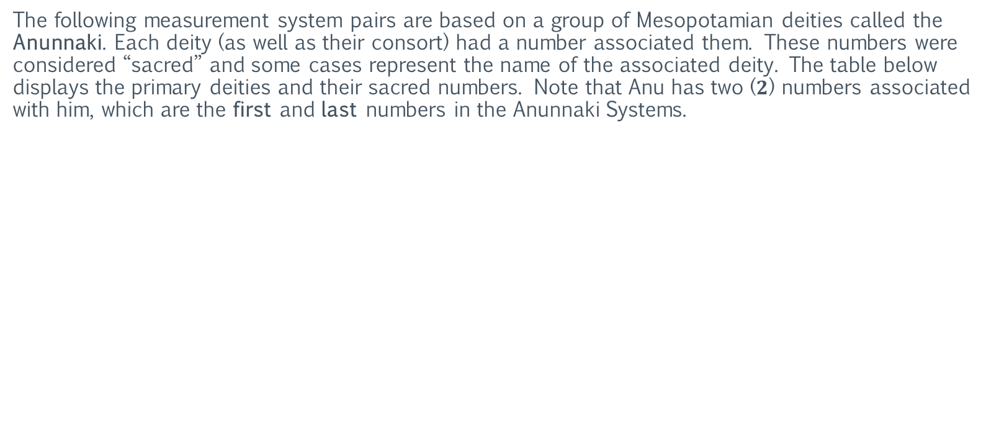 The following measurement system pairs are based on a group of Mesopotamian deities called the
Anunnaki. Each deity (as well as their consort) had a number associated them. These numbers were
considered “sacred” and some cases represent the name of the associated deity. The table below
displays the primary deities and their sacred numbers. Note that Anu has two (2) numbers associated
with him, which are the first and last numbers in the Anunnaki Systems.